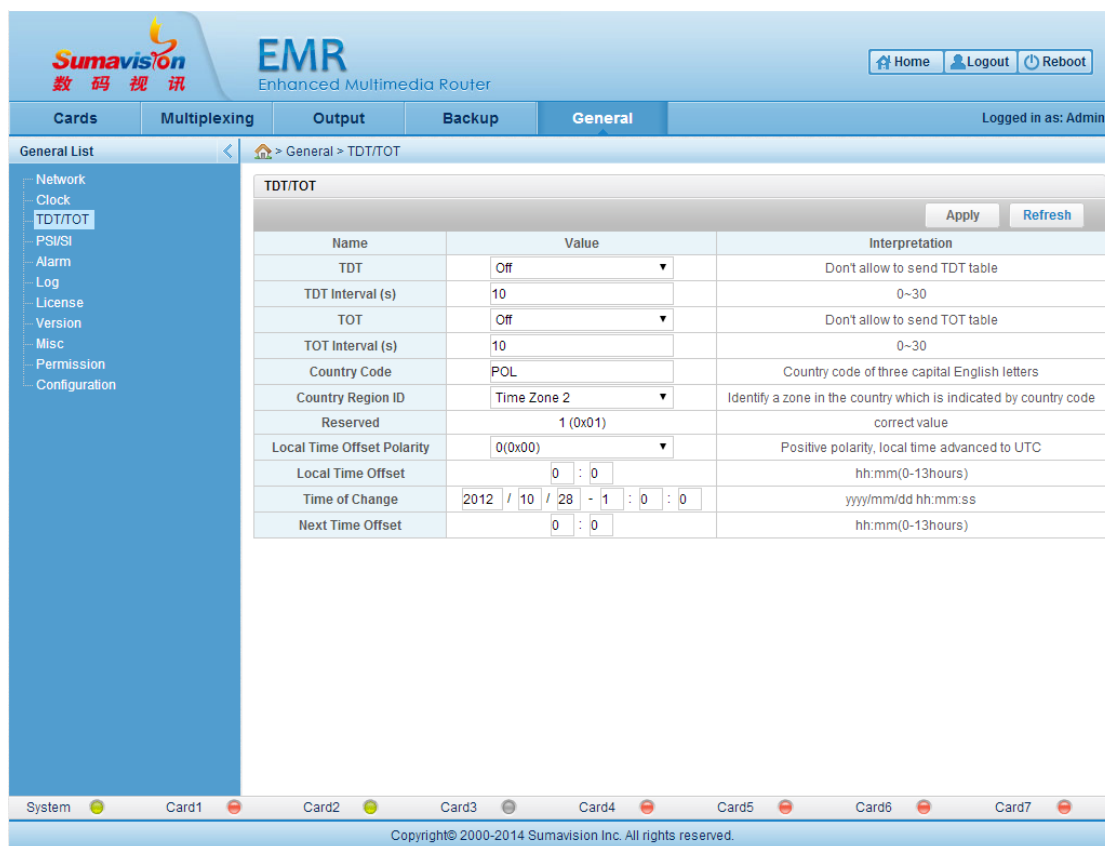 Sumavision
数码视讯
EMR
Enhanced Multimedia Router
Home Logout Reboot
Cards Multiplexing Output Backup General Logged in as: Admin
General List > General > TDT/TOT
Network
Clock
TDT/TOT
PSI/SI
Alarm
Log
License
Version
Misc
Permission
Configuration
TDT/TOT
Apply Refresh
Name Value Interpretation
TDT Off Don't allow to send TDT table
TDT Interval (s) 10 0~30
TOT Off Don't allow to send TOT table
TOT Interval (s) 10 0~30
Country Code POL Country code of three capital English letters
Country Region ID Time Zone 2 Identify a zone in the country which is indicated by country code
Reserved 1 (0x01) correct value
Local Time Offset Polarity 0(0x00) Positive polarity, local time advanced to UTC
Local Time Offset 0 : 0 hh:mm(0-13hours)
Time of Change 2012 / 10 / 28 - 1 : 0 : 0 yyyy/mm/dd hh:mm:ss
Next Time Offset 0 : 0 hh:mm(0-13hours)
System Card1 Card2 Card3 Card4 Card5 Card6 Card7
Copyright© 2000-2014 Sumavision Inc. All rights reserved.